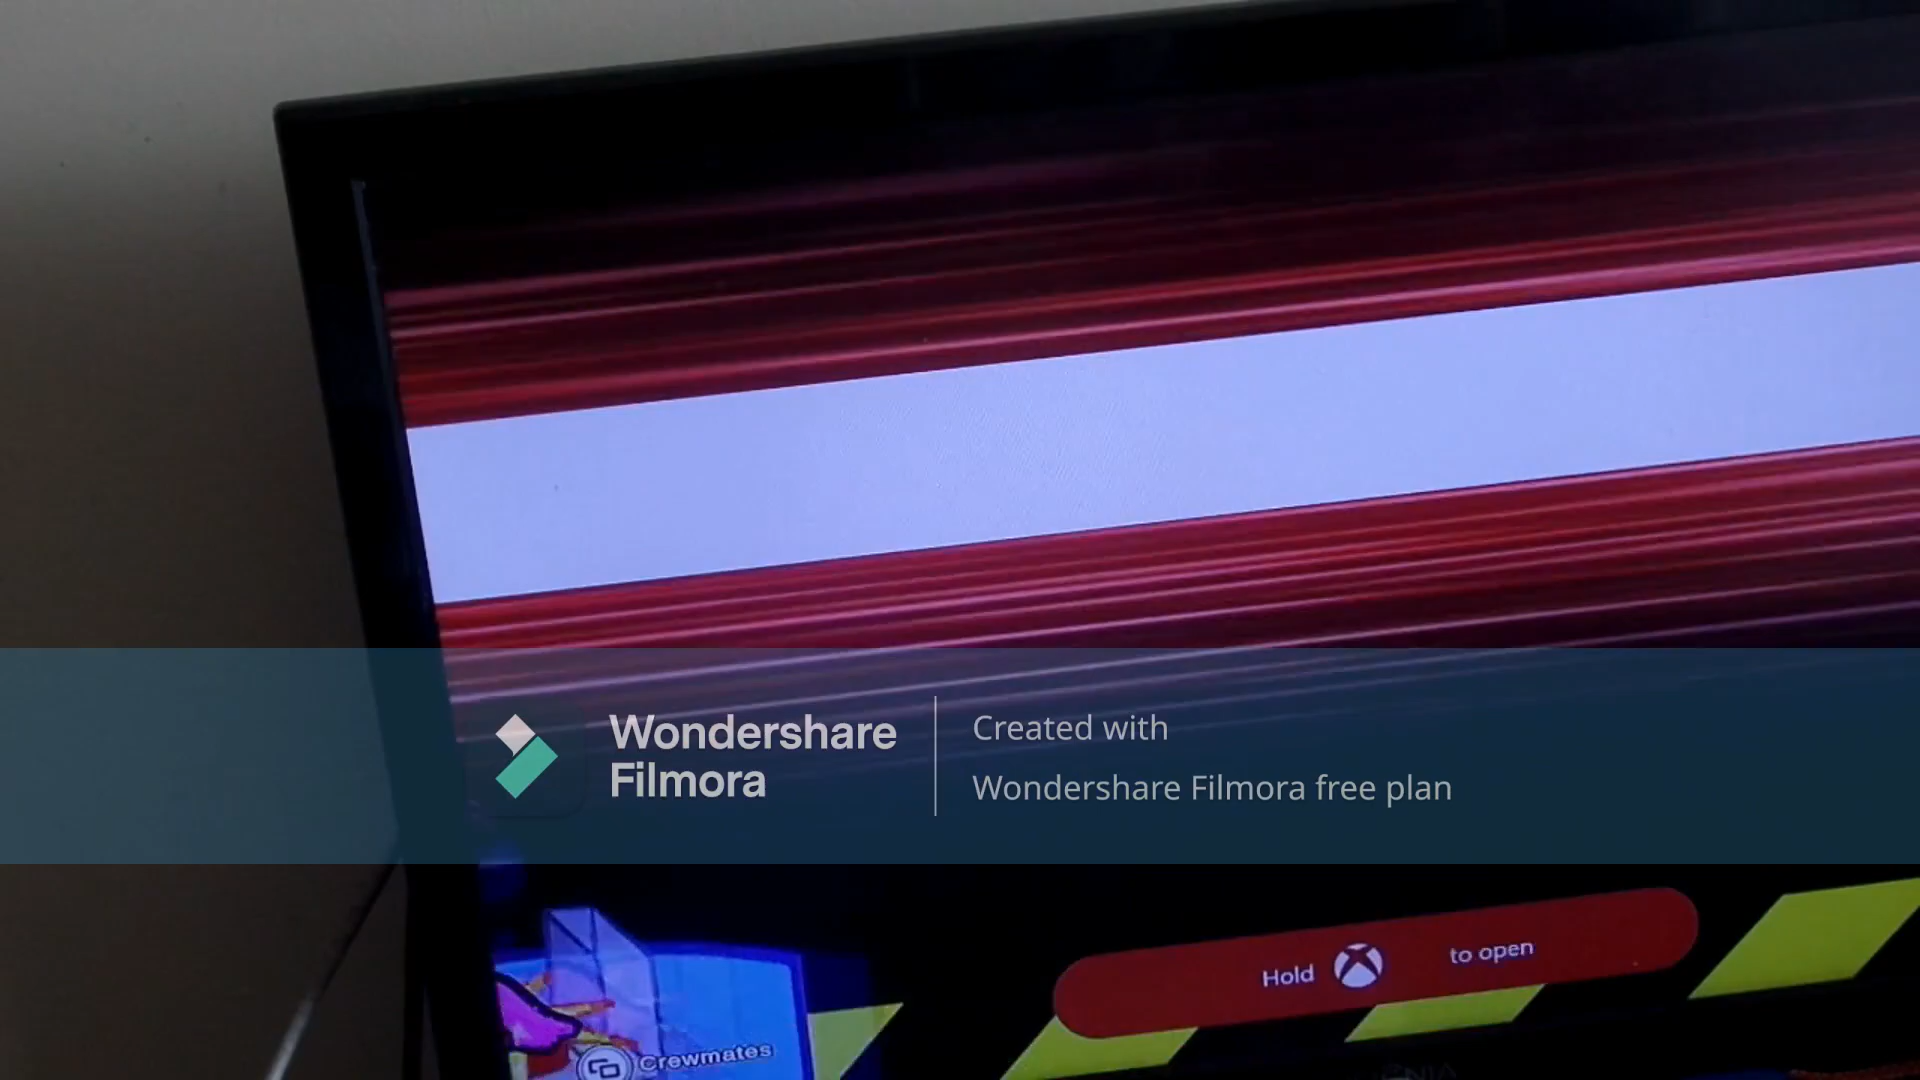 Wondershare
Filmora
Created with
Wondershare Filmora free plan
Hold to open
Crewmates